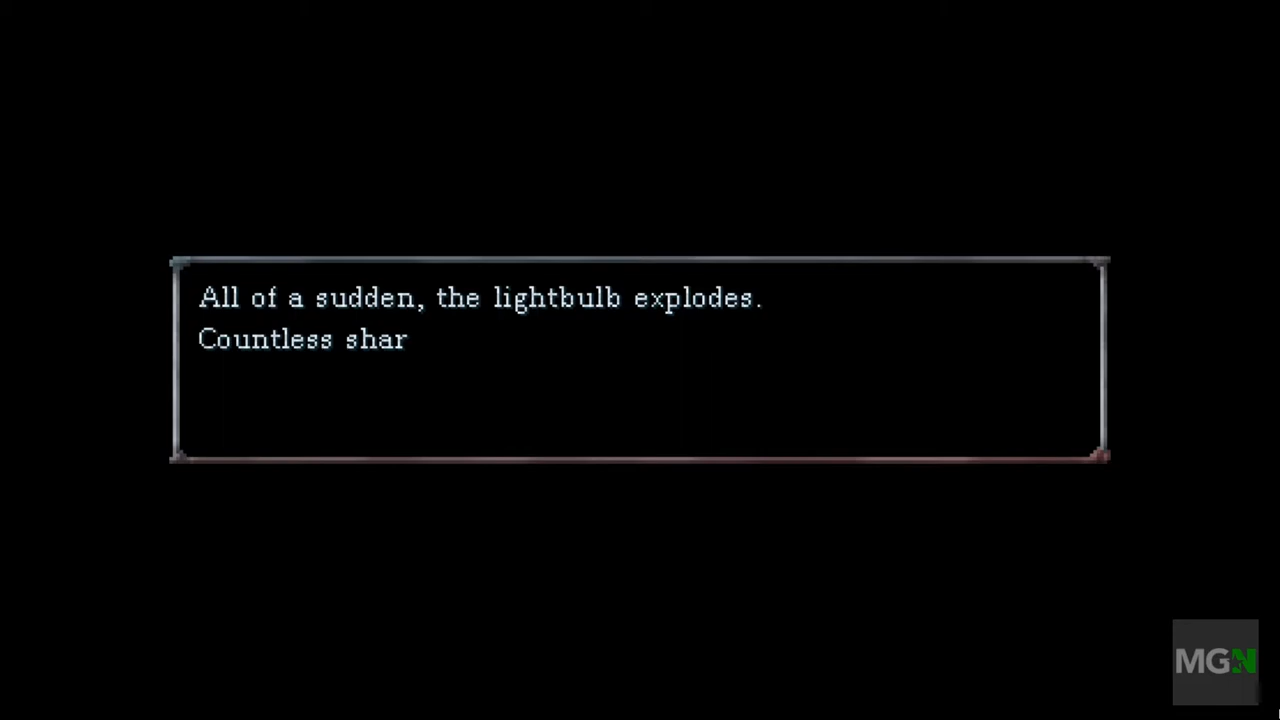 All of a sudden, the lightbulb explodes.
Countless shar
MGN